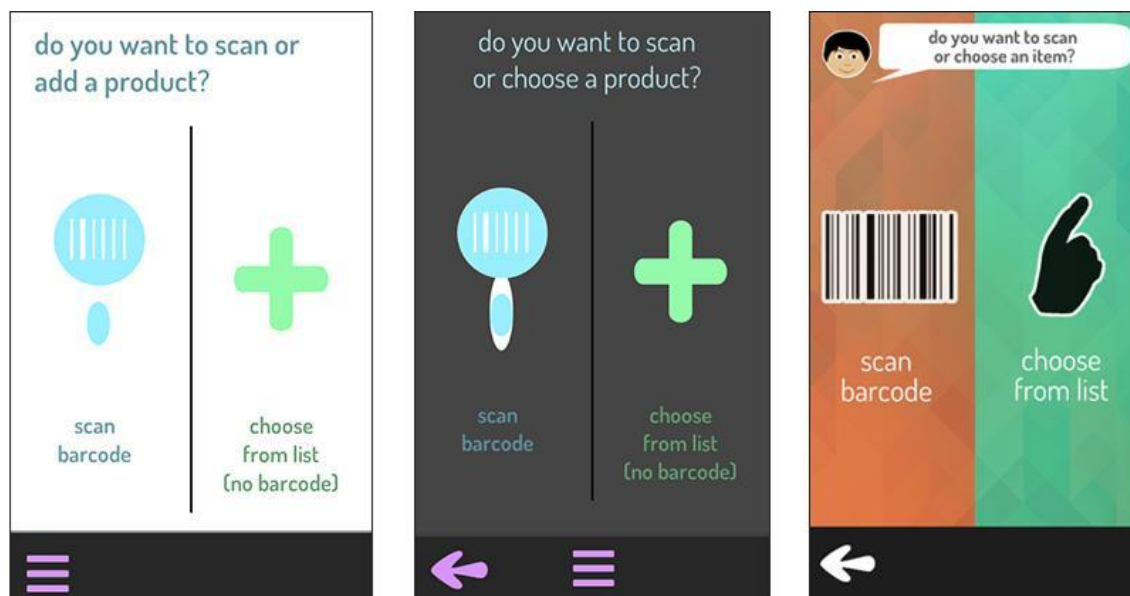 do you want to scan or
add a product?
scan
barcode
choose
from list
(no barcode)
do you want to scan
or choose a product?
scan
barcode
choose
from list
(no barcode)
do you want to scan
or choose an item?
scan
barcode
choose
from list